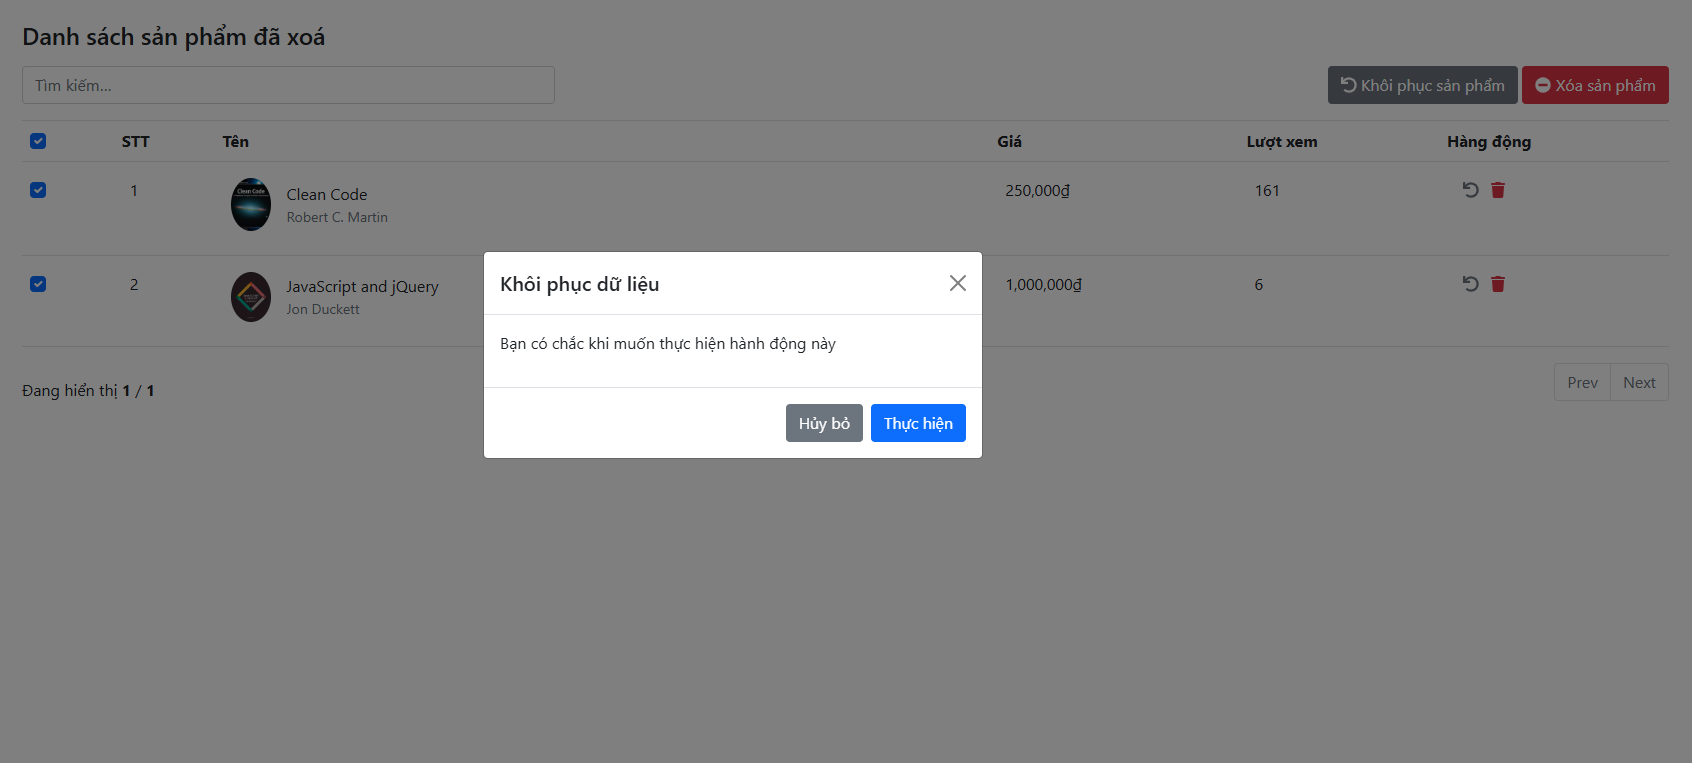 Danh sách sản phẩm đã xoá
Tìm kiếm...
Khôi phục sản phẩm
Xóa sản phẩm
STT Tên Giá Lượt xem Hàng động
1 Clean Code 250,000₫ 161
Robert C. Martin
2 JavaScript and jQuery 1,000,000₫ 6
Jon Duckett
Khôi phục dữ liệu
Bạn có chắc khi muốn thực hiện hành động này
Hủy bỏ Thực hiện
Đang hiển thị 1 / 1
Prev Next